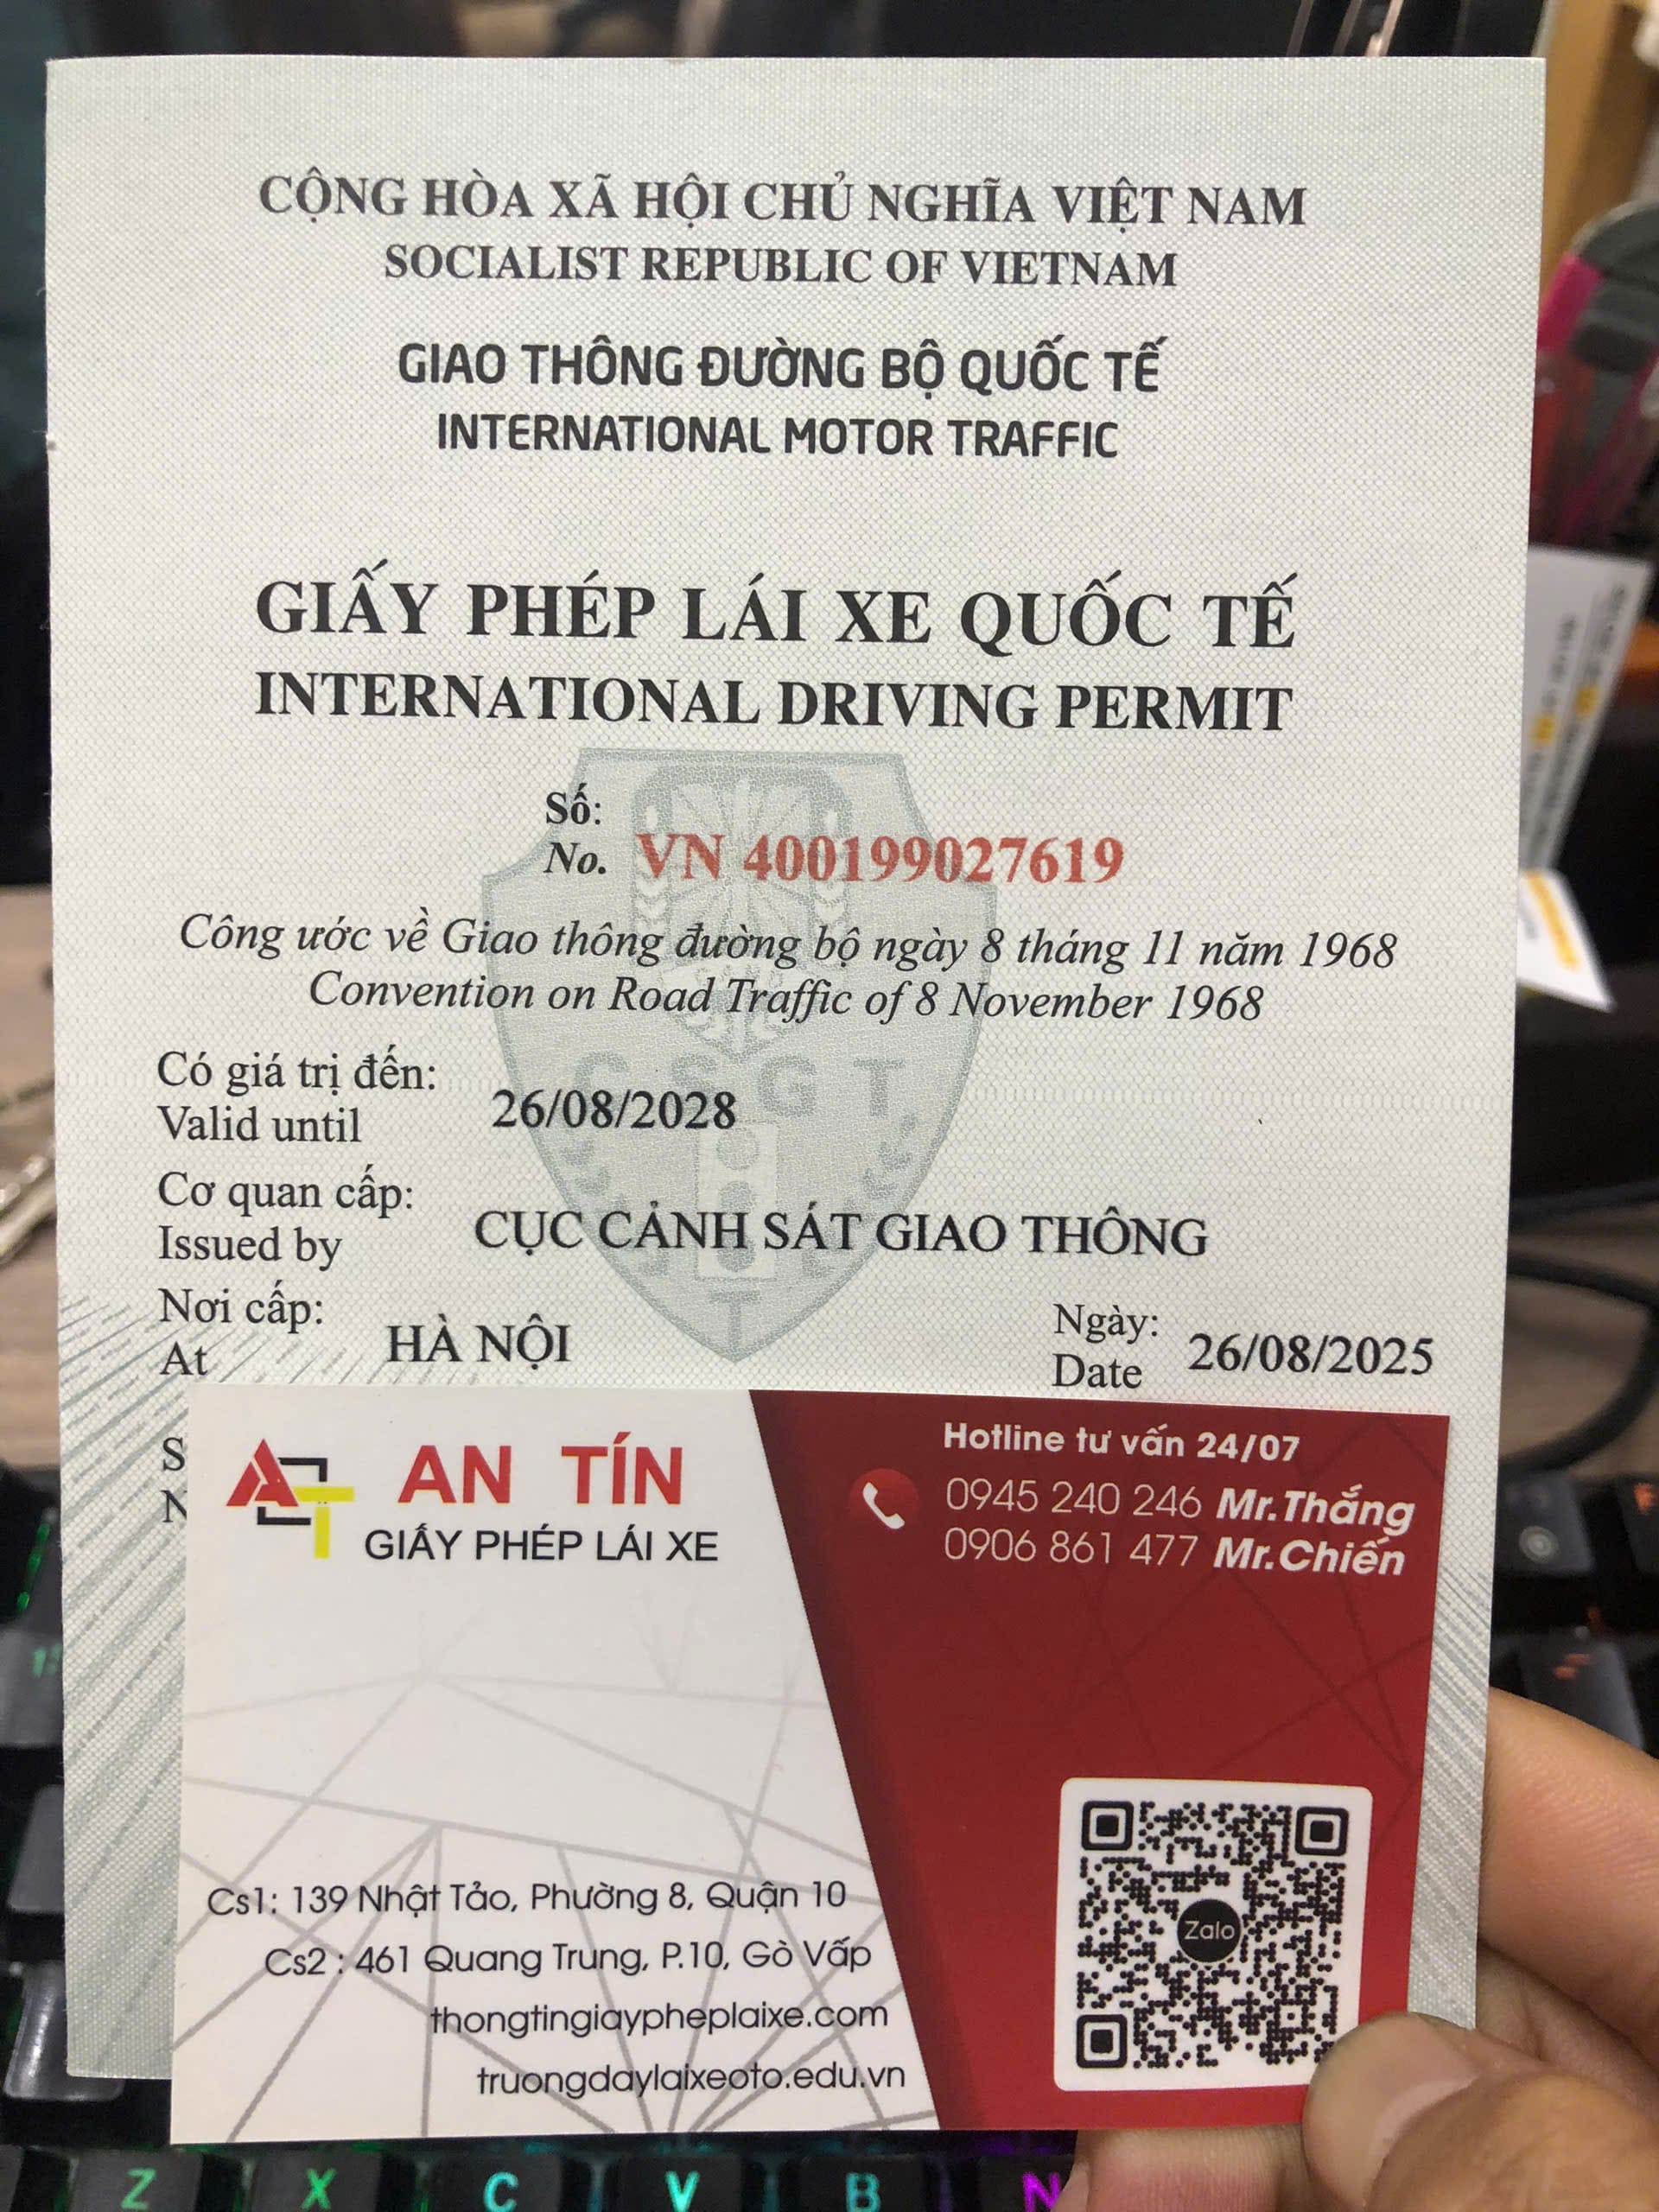 CỘNG HÒA XÃ HỘI CHỦ NGHĨA VIỆT NAM
SOCIALIST REPUBLIC OF VIETNAM
GIAO THÔNG ĐƯỜNG BỘ QUỐC TẾ
INTERNATIONAL MOTOR TRAFFIC
GIẤY PHÉP LÁI XE QUỐC TẾ
INTERNATIONAL DRIVING PERMIT
Số:
No. VN 400199027619
Công ước về Giao thông đường bộ ngày 8 tháng 11 năm 1968
Convention on Road Traffic of 8 November 1968
CSGT
Có giá trị đến:
Valid until 26/08/2028
Cơ quan cấp:
Issued by CỤC CẢNH SÁT GIAO THÔNG
T
Nơi cấp:
At HÀ NỘI
Ngày:
Date 26/08/2025
S
N
AT
AN TÍN
GIẤY PHÉP LÁI XE
Hotline tư vấn 24/07
0945 240 246 Mr.Thắng
0906 861 477 Mr.Chiến
Zalo
Cs1: 139 Nhật Tảo, Phường 8, Quận 10
Cs2 : 461 Quang Trung, P.10, Gò Vấp
thongtingiaypheplaixe.com
truongdaylaixeoto.edu.vn
Z X C V B N